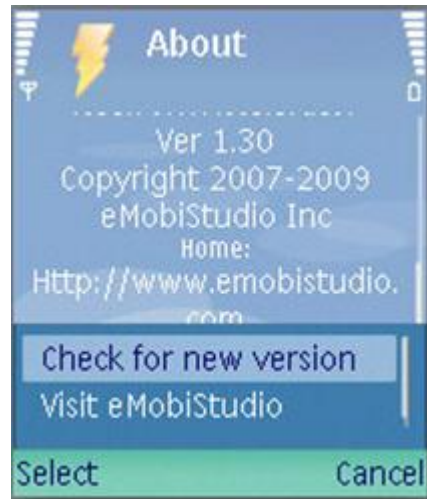 About
Ver 1.30
Copyright 2007-2009
eMobiStudio Inc
Home:
Http://www.emobistudio.
com
Check for new version
Visit eMobiStudio
Select Cancel